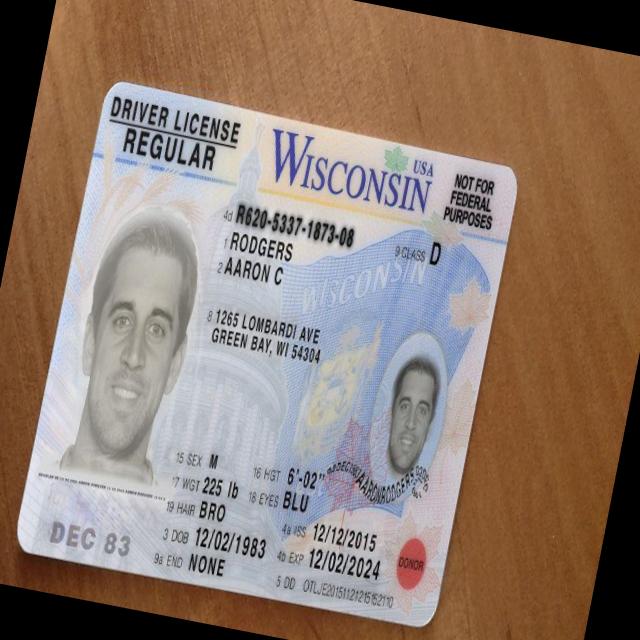 DRIVER LICENSE
REGULAR
WISCONSIN USA
NOT FOR
FEDERAL
PURPOSES
4d R620-5337-1873-08
9 CLASS D
1 RODGERS
2 AARON C
WISCONSIN
8 1265 LOMBARDI AVE
GREEN BAY, WI 54304
15 SEX M
16 HGT 6'-02"
17 WGT 225 lb
18 EYES BLU
19 HAIR BRO
4a ISS 12/12/2015
3 DOB 12/02/1983
4b EXP 12/02/2024
9a END NONE
5 DD
DEC 83
DONOR